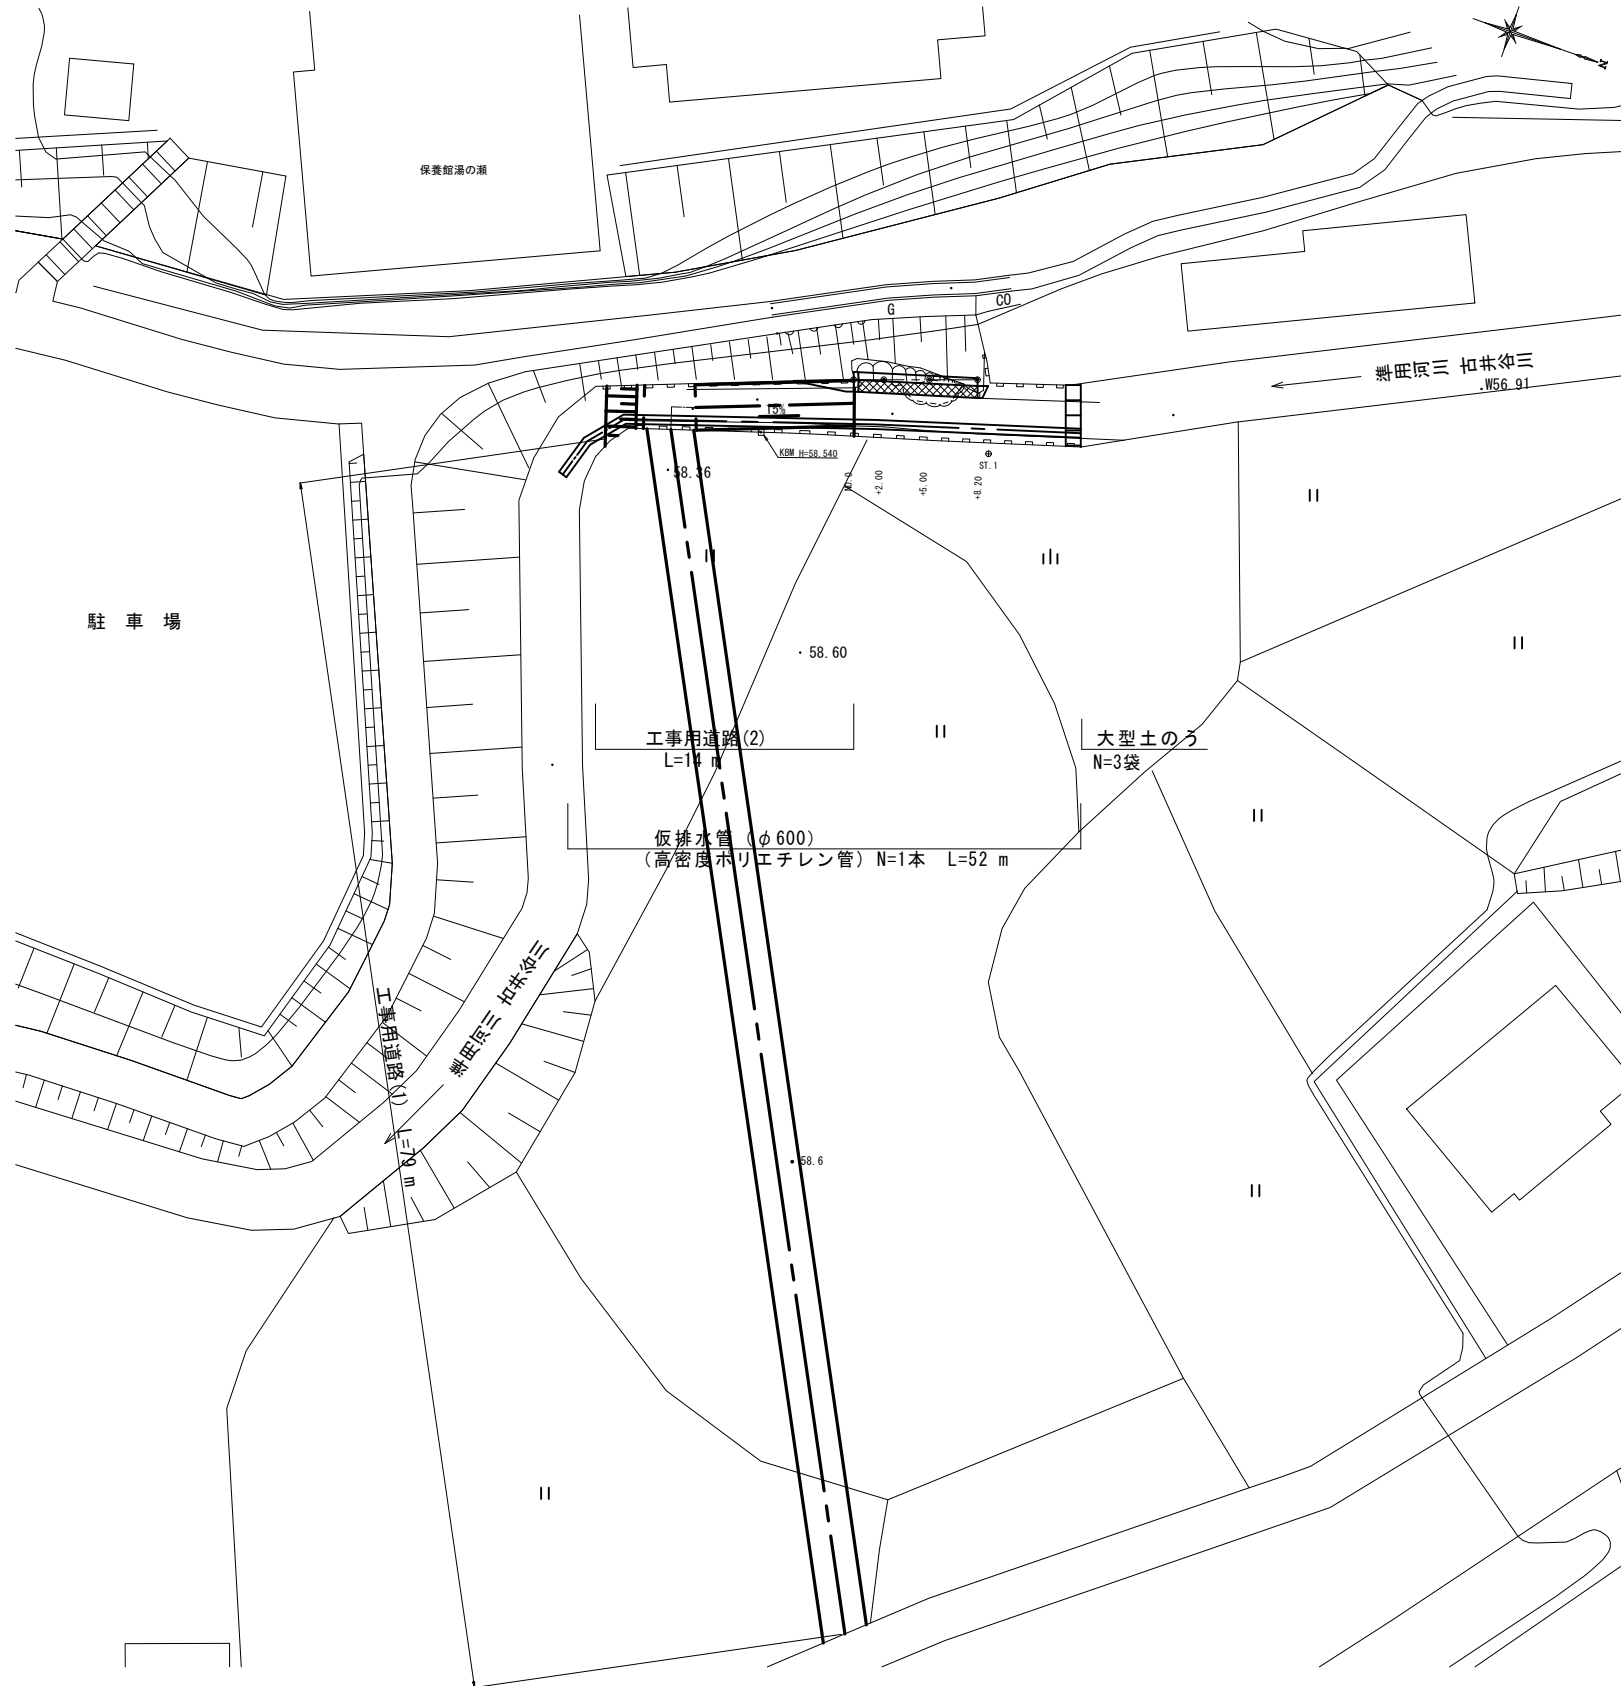 N
保養館湯の瀬
CO
G
準用河川 古井谷川
.W56.91
15%
KBM H=58.540
ST.1
58.36
NO.0
+2.00
+5.00
+8.20
駐 車 場
58.60
工事用道路(2)
L=14 m
大型土のう
N=3袋
仮排水管 (φ600)
(高密度ポリエチレン管) N=1本 L=52 m
準用河川 古井谷川
工事用道路(1) L=79 m
58.6